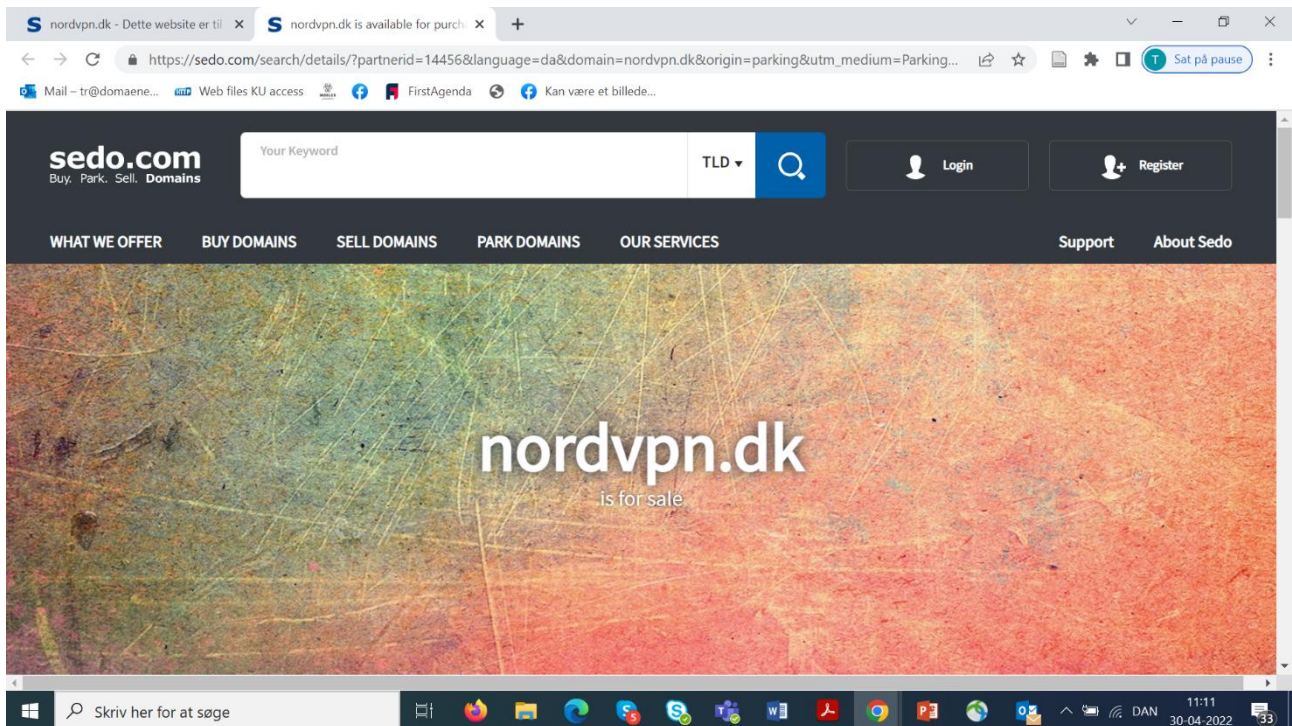 nordvpn.dk - Dette website er til
nordvpn.dk is available for purch
https://sedo.com/search/details/?partnerid=14456&language=da&domain=nordvpn.dk&origin=parking&utm_medium=Parking...
T Sat på pause
Mail – tr@domaene... Web files KU access FirstAgenda Kan være et billede...
sedo.com
Buy. Park. Sell. Domains
Your Keyword
TLD
Login
Register
WHAT WE OFFER BUY DOMAINS SELL DOMAINS PARK DOMAINS OUR SERVICES Support About Sedo
nordvpn.dk
is for sale
Skriv her for at søge
DAN
11:11
30-04-2022
33